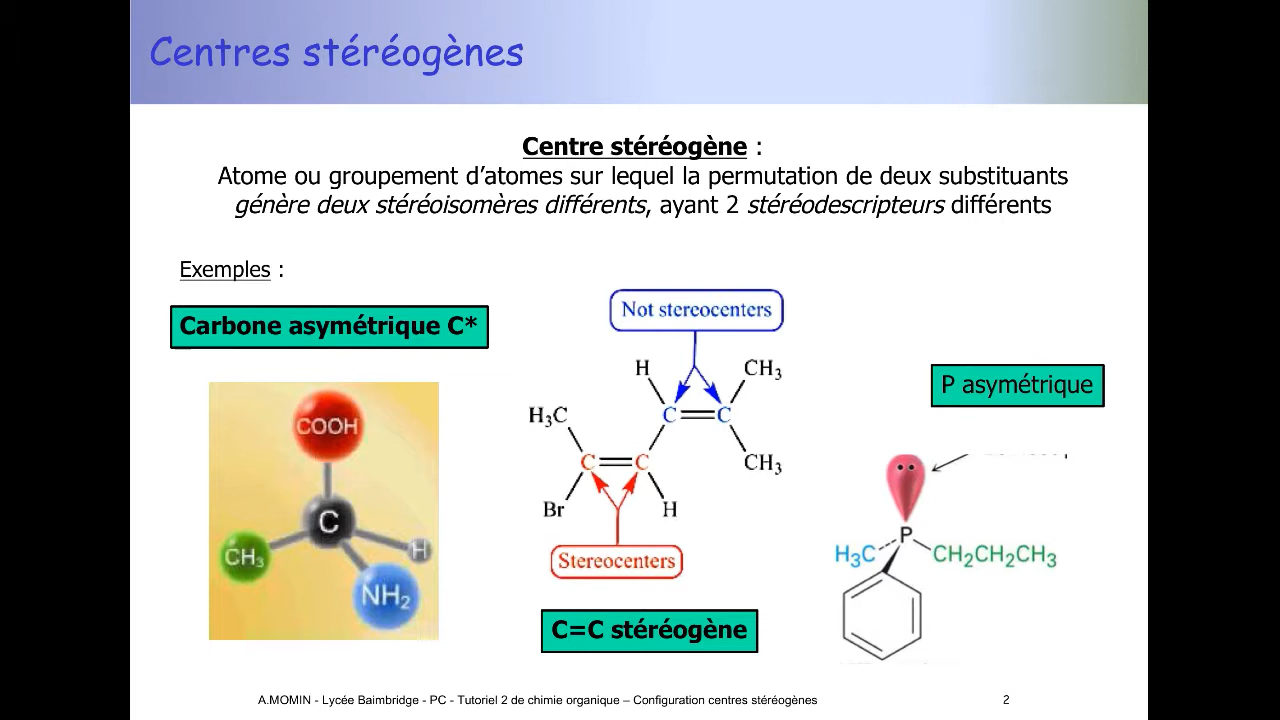 Centres stéréogènes
Centre stéréogène :
Atome ou groupement d’atomes sur lequel la permutation de deux substituants
génère deux stéréoisomères différents, ayant 2 stéréodescripteurs différents
Exemples :
Carbone asymétrique C*
COOH
C
CH3
H
NH2
Not stereocenters
H
CH3
H3C
C
C
C
C
CH3
Br
H
Stereocenters
C=C stéréogène
P asymétrique
P
H3C
CH2CH2CH3
A.MOMIN - Lycée Baimbridge - PC - Tutoriel 2 de chimie organique – Configuration centres stéréogènes
2